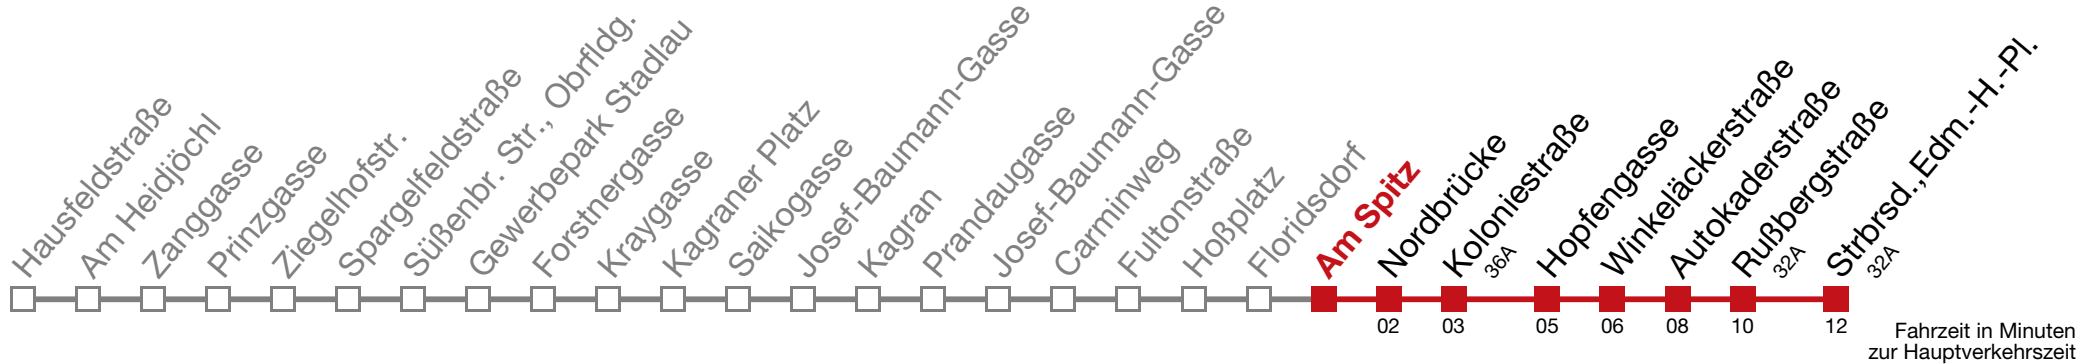 Hausfeldstraße
Am Heidjöchl
Zanggasse
Prinzgasse
Ziegelhofstr.
Spargelfeldstraße
Süßenbr. Str., Obrfldg.
Gewerbepark Stadlau
Forstnergasse
Kraygasse
Kagraner Platz
Saikogasse
Josef-Baumann-Gasse
Kagran
Prandaugasse
Josef-Baumann-Gasse
Carminweg
Fultonstraße
Hoßplatz
Floridsdorf
Am Spitz
Nordbrücke
Koloniestraße
36A
Hopfengasse
Winkeläckerstraße
Autokaderstraße
Rußbergstraße
32A
Strbrsd.,Edm.-H.-Pl.
32A
02 03 05 06 08 10 12
Fahrzeit in Minuten
zur Hauptverkehrszeit